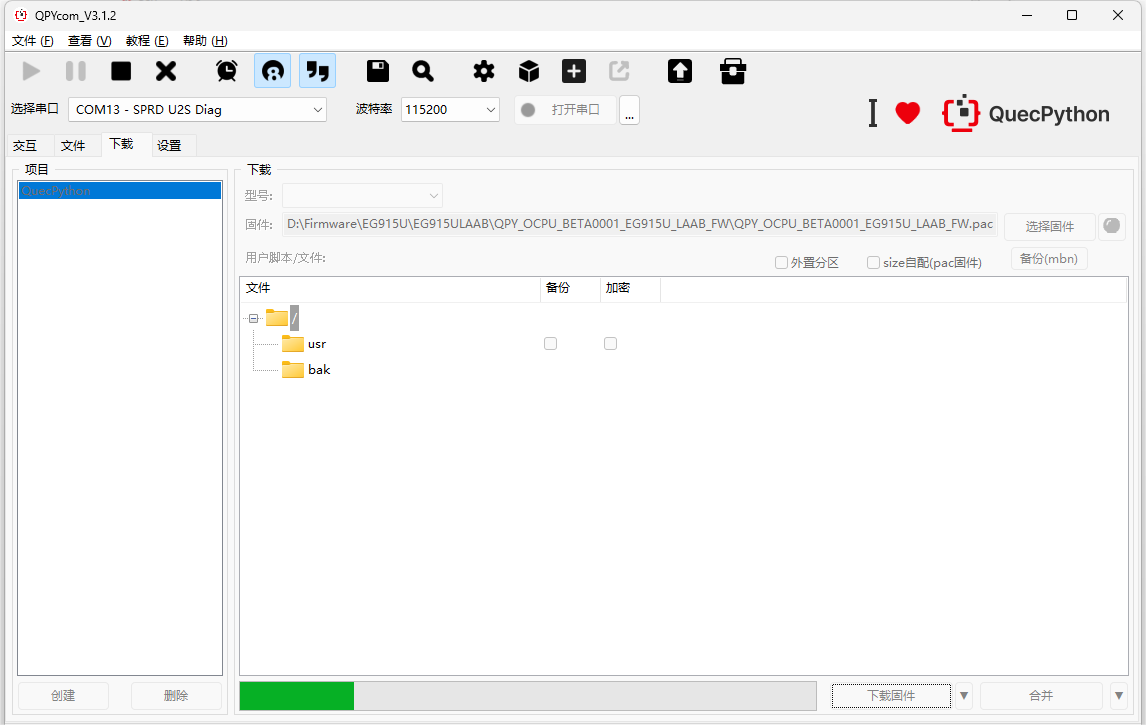 QPYcom_V3.1.2
文件 (F) 查看 (V) 教程 (E) 帮助 (H)
选择串口 COM13 - SPRD U2S Diag 波特率 115200 打开串口 ... I QuecPython
交互 文件 下载 设置
项目
QuecPython
创建 删除
下载
型号:
固件: D:\Firmware\EG915U\EG915ULAAB\QPY_OCPU_BETA0001_EG915U_LAAB_FW\QPY_OCPU_BETA0001_EG915U_LAAB_FW.pac 选择固件
用户脚本/文件: 外置分区 size自配(pac固件) 备份(mbn)
文件 备份 加密
/
usr
bak
下载固件 合并